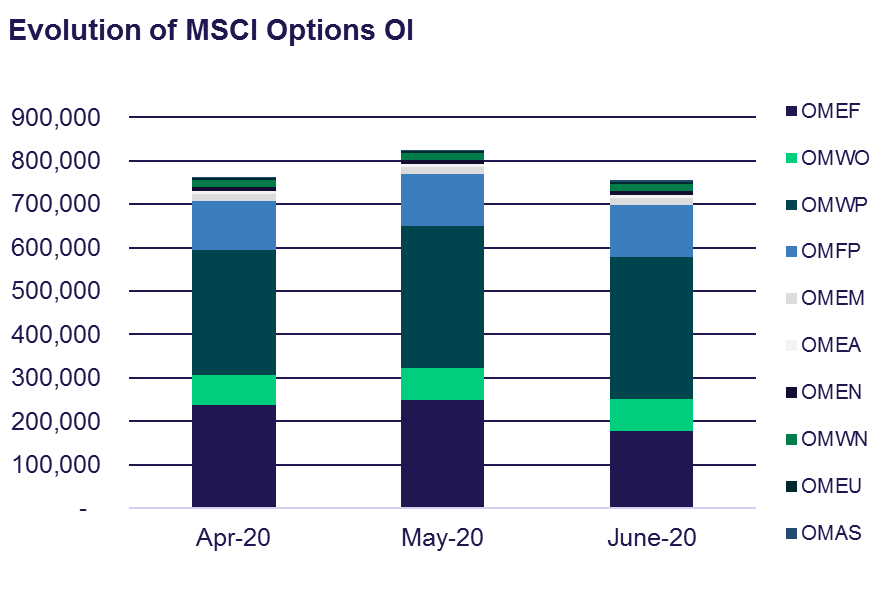 Evolution of MSCI Options OI
900,000
800,000
700,000
600,000
500,000
400,000
300,000
200,000
100,000
-
Apr-20
May-20
June-20
OMEF
OMWO
OMWP
OMFP
OMEM
OMEA
OMEN
OMWN
OMEU
OMAS